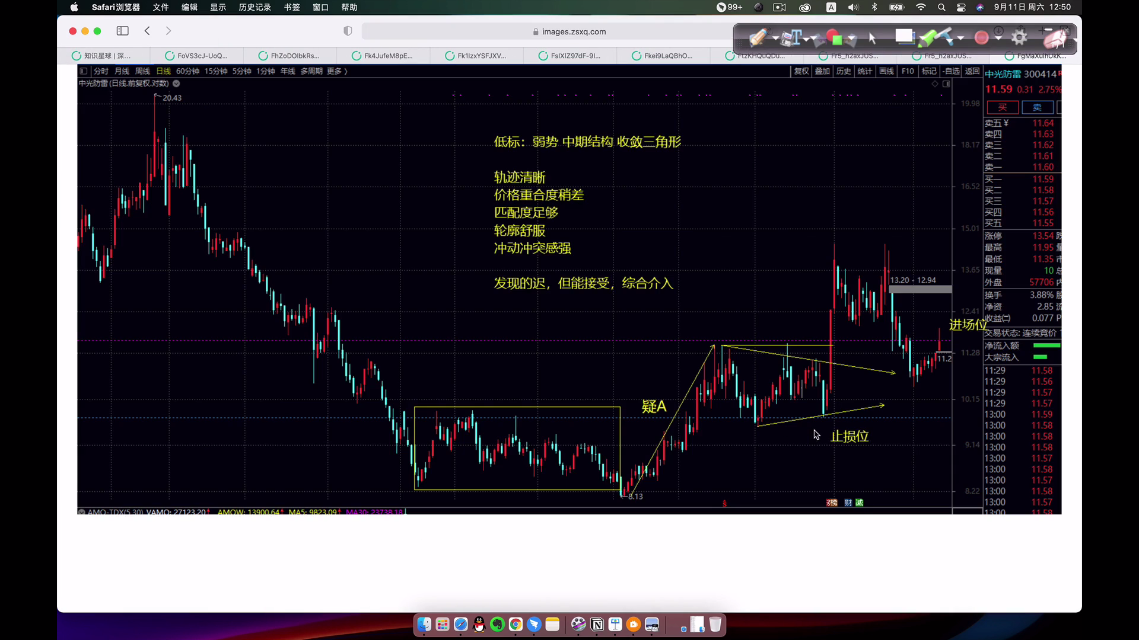 Safari浏览器 文件 编辑 显示 历史记录 书签 窗口 帮助
99+
A
9月11日 周六 12:50
images.zsxq.com
知识星球 | 深...
FoVS3cJ-UoQ...
FhZoDDlbkRs...
Fk4JufeM8pE...
Fk1lzxYSFJXV...
FsIXIZ97dF-9I...
分时 月线 周线 日线 60分钟 15分钟 5分钟 1分钟 年线 多周期 更多
复权 叠加 历史 统计 画线 F10 标记 -自选 返回
中光防雷 300414
中光防雷 (日线.前复权.对数)
11.59 0.31 2.75%
买 卖
20.43
19.98
18.17
16.52
15.01
13.65
12.41
11.28
10.15
9.14
8.22
低标：弱势 中期结构 收敛三角形
轨迹清晰
价格重合度稍差
匹配度足够
轮廓舒服
冲动冲突感强
发现的迟，但能接受，综合介入
13.20 - 12.94
进场位
11.2
疑A
止损位
8.13
财 减
卖五 11.64
卖四 11.63
卖三 11.62
卖二 11.61
卖一 11.60
买一 11.59
买二 11.58
买三 11.57
买四 11.56
买五 11.55
涨停 13.54
最高 11.95
最低 11.35
现量 10
外盘 57706
换手 3.88%
净资 2.85
收益㈡ 0.077
交易状态: 连续竞价
净流入额
大宗流入
11:29 11.58
11:29 11.56
11:29 11.57
11:29 11.57
13:00 11.59
13:00 11.58
13:00 11.58
13:00 11.57
13:00 11.57
13:00 11.58
13:00 11.58
13:00 11.57
13:00 11.58
AMO-TDX(5,30) VAMO: 27123.20 AMOW: 13900.64 MA5: 9823.09 MA30: 23738.18